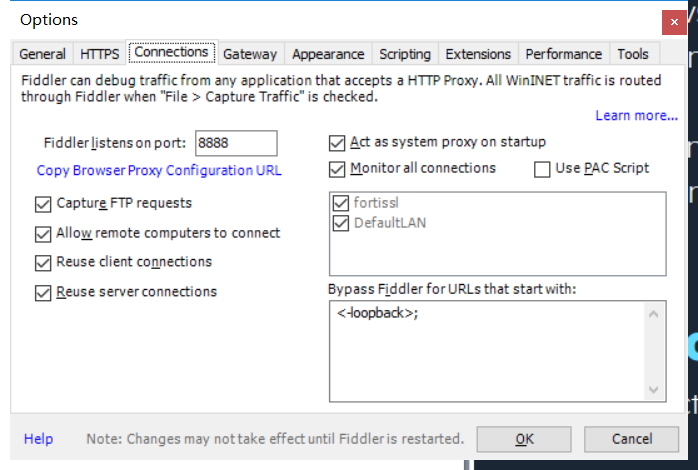 Options
General HTTPS Connections Gateway Appearance Scripting Extensions Performance Tools
Fiddler can debug traffic from any application that accepts a HTTP Proxy. All WinINET traffic is routed
through Fiddler when "File > Capture Traffic" is checked.
Learn more...
Fiddler listens on port: 8888
Copy Browser Proxy Configuration URL
Capture FTP requests
Allow remote computers to connect
Reuse client connections
Reuse server connections
Act as system proxy on startup
Monitor all connections Use PAC Script
fortissl
DefaultLAN
Bypass Fiddler for URLs that start with:
<-loopback>;
Help Note: Changes may not take effect until Fiddler is restarted. OK Cancel